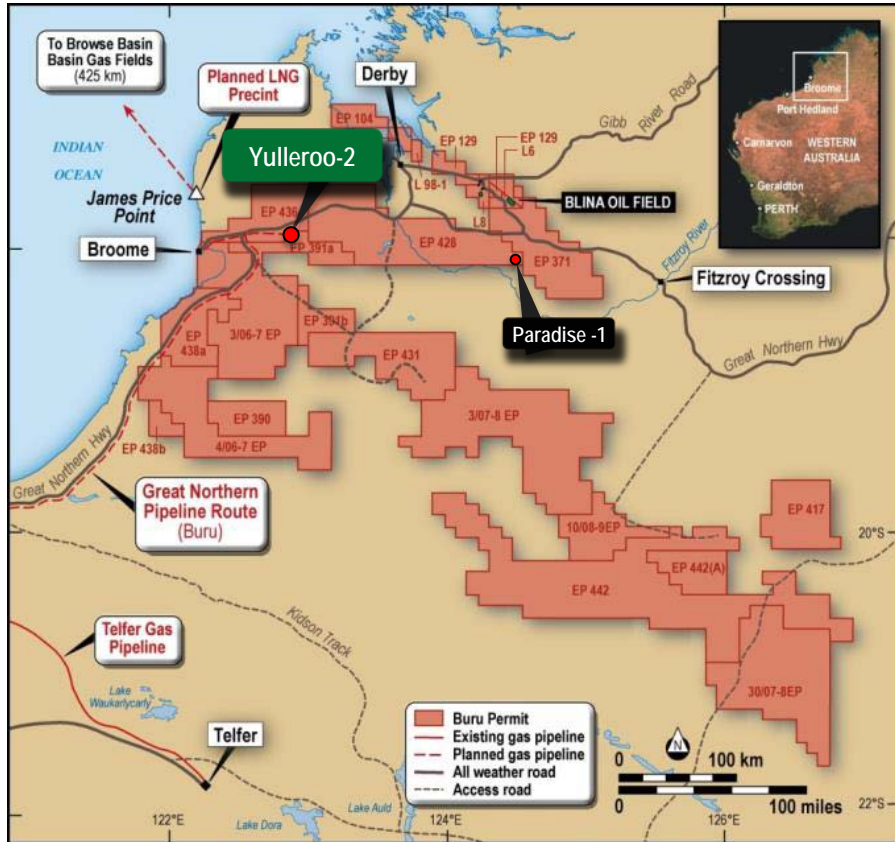 To Browse Basin
Basin Gas Fields
(425 km)
Planned LNG
Precint
Derby
Gibb River Road
Broome
Port Hedland
Carnarvon
WESTERN
AUSTRALIA
Geraldton
PERTH
INDIAN
OCEAN
EP 104
EP 129
EP 129
L6
Yulleroo-2
L 98-1
BLINA OIL FIELD
James Price
Point
EP 436
L8
Broome
EP 391a
EP 428
EP 371
Fitzroy River
Fitzroy Crossing
Paradise -1
EP
438a
3/06-7 EP
EP 391b
EP 431
Great Northern Hwy
EP 390
3/07-8 EP
EP 438b
4/06-7 EP
Great Northern Hwy
Great Northern
Pipeline Route
(Buru)
EP 417
10/08-9EP
20°S
EP 442(A)
EP 442
Kidson Track
Telfer Gas
Pipeline
Lake
Waukarlycarly
30/07-8EP
Telfer
Buru Permit
Existing gas pipeline
Planned gas pipeline
All weather road
Access road
N
0 100 km
0 100 miles
Lake Auld
Lake Dora
22°S
122°E
124°E
126°E